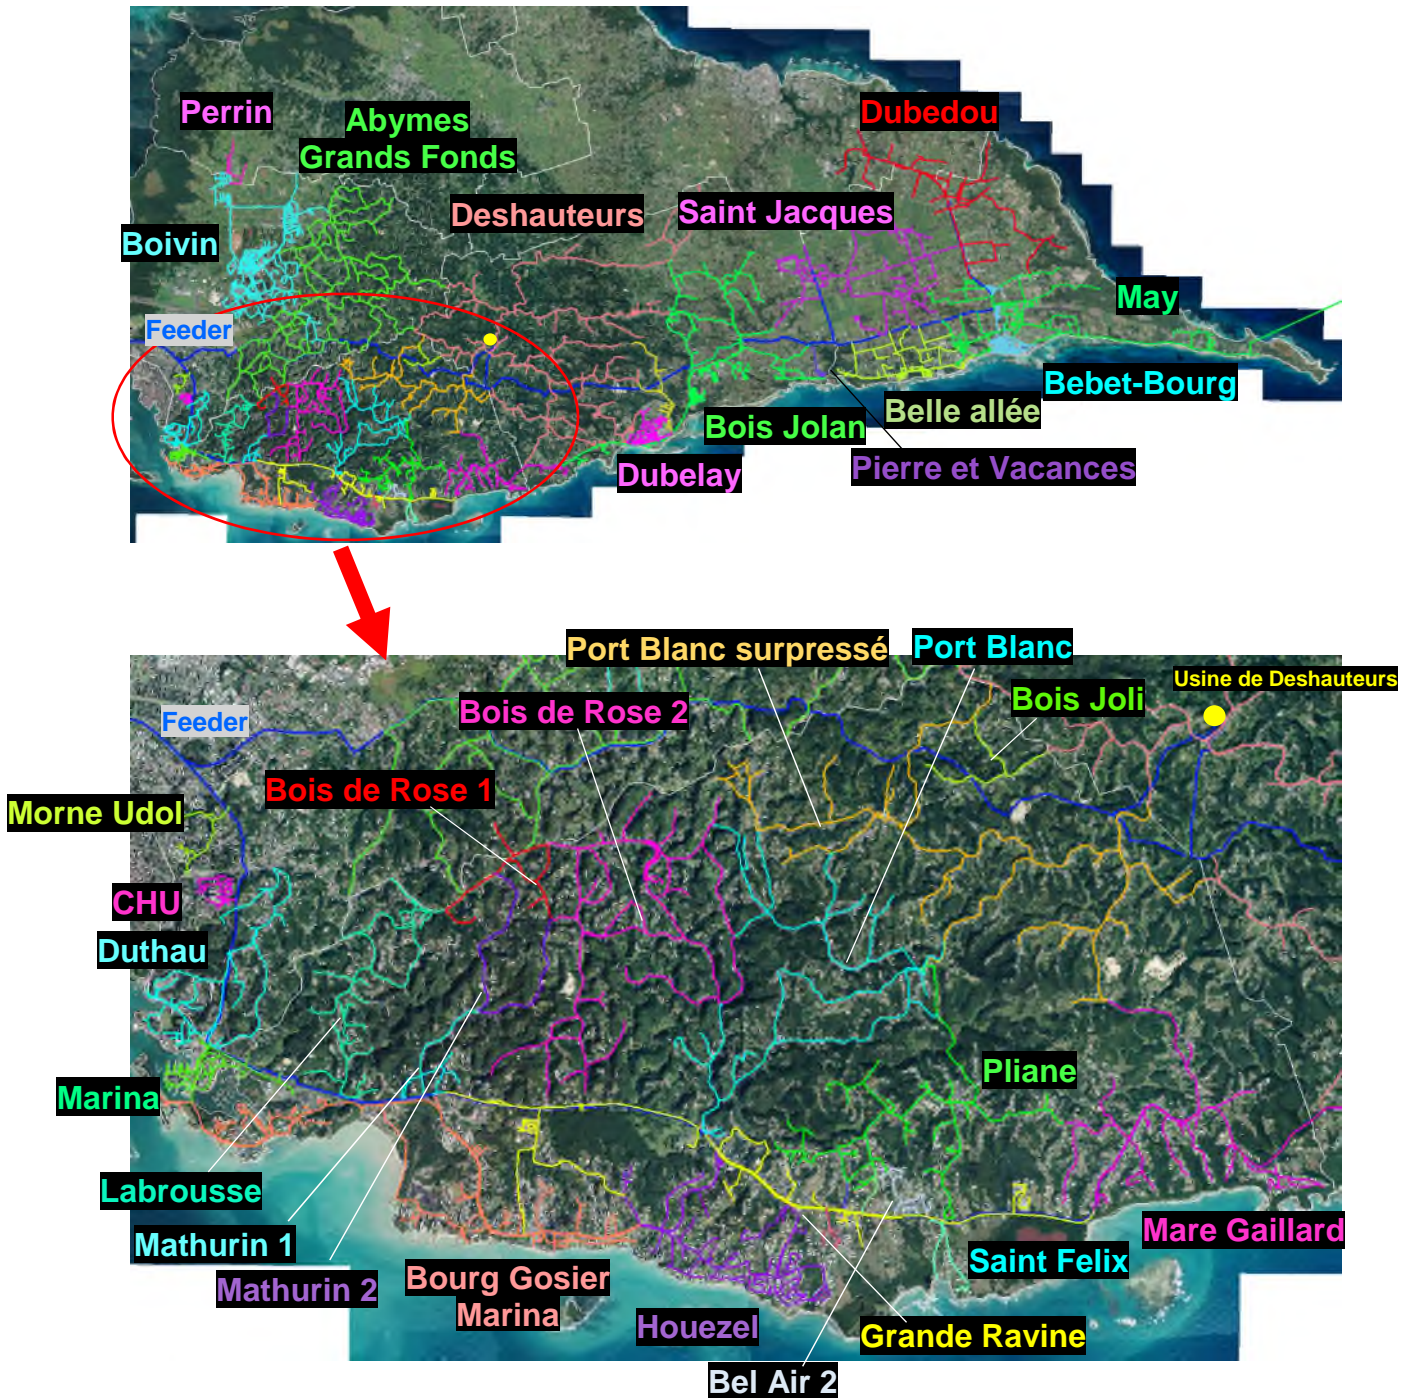 Perrin
Abymes
Grands Fonds
Dubedou
Deshauteurs
Saint Jacques
Boivin
May
Feeder
Bebet-Bourg
Belle allée
Bois Jolan
Pierre et Vacances
Dubelay
Port Blanc surpressé
Port Blanc
Usine de Deshauteurs
Bois Joli
Feeder
Bois de Rose 2
Bois de Rose 1
Morne Udol
CHU
Duthau
Pliane
Marina
Labrousse
Mathurin 1
Mare Gaillard
Saint Felix
Mathurin 2
Bourg Gosier
Marina
Houezel
Grande Ravine
Bel Air 2